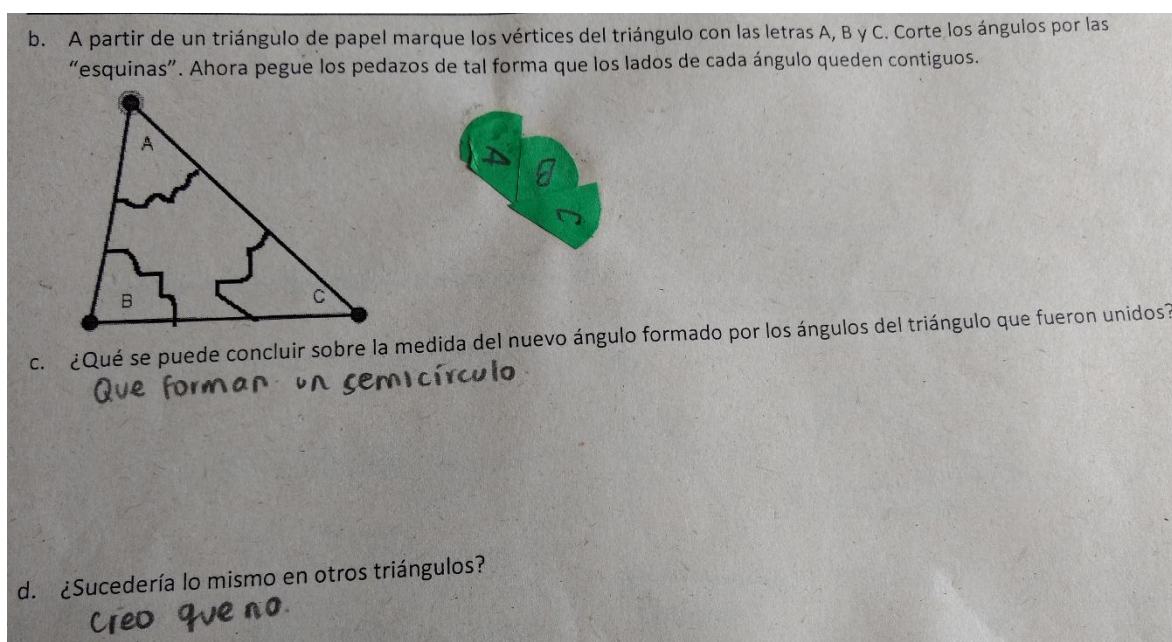 b. A partir de un triángulo de papel marque los vértices del triángulo con las letras A, B y C. Corte los ángulos por las
"esquinas". Ahora pegue los pedazos de tal forma que los lados de cada ángulo queden contiguos.
A
B
C
A
B
C
c. ¿Qué se puede concluir sobre la medida del nuevo ángulo formado por los ángulos del triángulo que fueron unidos?
Que forman un semicírculo
d. ¿Sucedería lo mismo en otros triángulos?
Creo que no.